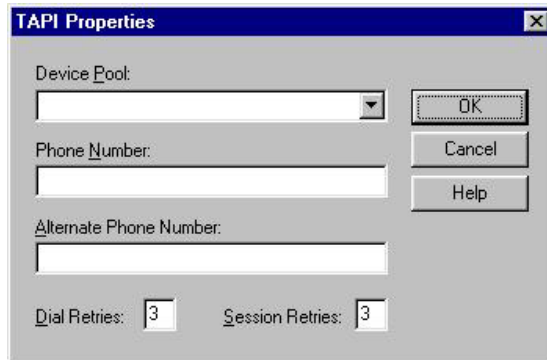 TAPI Properties
Device Pool:
OK
Phone Number:
Cancel
Help
Alternate Phone Number:
Dial Retries: 3 Session Retries: 3